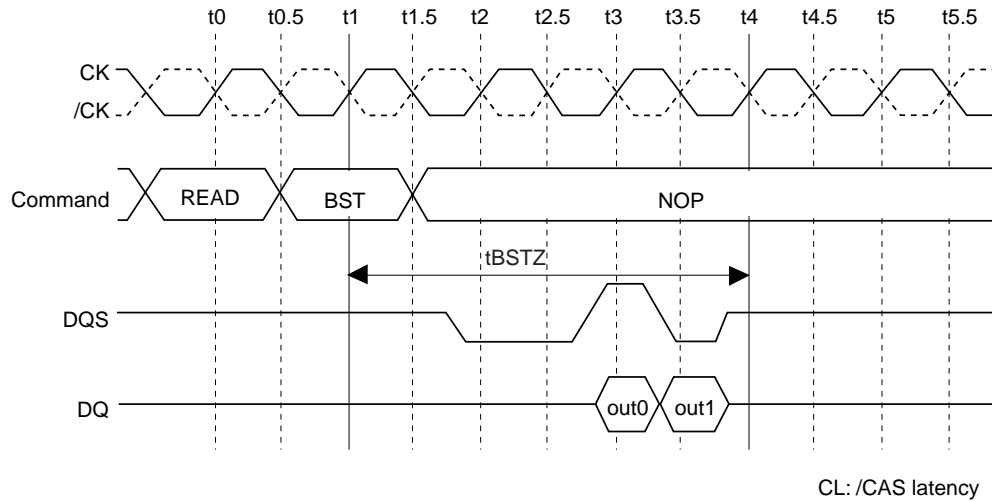 t0 t0.5 t1 t1.5 t2 t2.5 t3 t3.5 t4 t4.5 t5 t5.5
CK
/CK
Command READ BST NOP
tBSTZ
DQS
DQ out0 out1
CL: /CAS latency